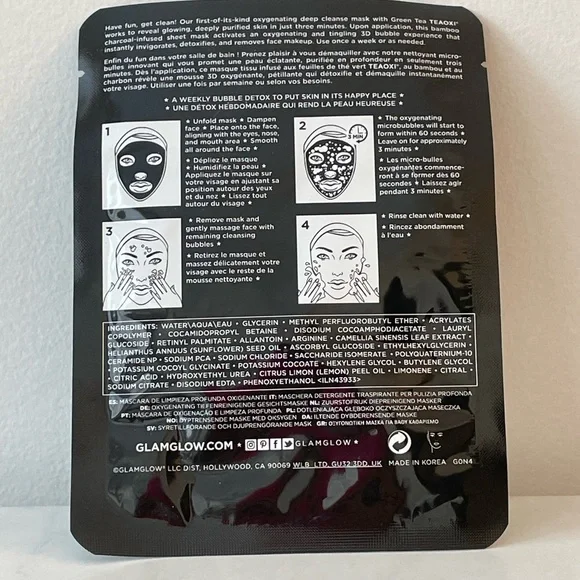 Have fun, get clean! Our first-of-its-kind oxygenating deep cleanse mask with Green Tea TEAOXI®
works to reveal glowing, deeply purified skin in just three minutes. Upon application, this bamboo
charcoal-infused sheet mask activates an oxygenating and tingling 3D bubble experience that
instantly invigorates, detoxifies, and removes face makeup. Use once a week or as needed.
Enfin du fun dans votre salle de bain! Prenez plaisir à vous démaquiller avec notre nettoyant micro-
bulles innovant qui vous promet une peau éclatante, purifiée en profondeur en seulement trois
minutes. Dès l'application, ce masque tissu infusé aux feuilles de thé vert TEAOXI®, au bambou et au
charbon révèle une mousse 3D oxygénante, pétillante qui détoxifie et démaquille instantanément
votre visage. Utiliser une fois par semaine ou selon vos besoins.
★ A WEEKLY BUBBLE DETOX TO PUT SKIN IN ITS HAPPY PLACE ★
★ UNE DÉTOX HEBDOMADAIRE QUI REND LA PEAU HEUREUSE ★
1
★ Unfold mask ★ Dampen
face ★ Place onto the face,
aligning with the eyes, nose,
and mouth area ★ Smooth
all around the face ★
★ Dépliez le masque
★ Humidifiez la peau ★
Appliquez le masque sur
votre visage en ajustant sa
position autour des yeux
et du nez ★ Lissez tout
autour du visage ★
2
3 MIN
★ The oxygenating
microbubbles will start to
form within 60 seconds ★
Leave on for approximately
3 minutes ★
★ Les micro-bulles
oxygénantes commence-
ront à se former dès 60
secondes ★ Laissez agir
pendant 3 minutes ★
3
★ Remove mask and
gently massage face with
remaining cleansing
bubbles ★
★ Retirez le masque et
massez délicatement votre
visage avec le reste de la
mousse nettoyante ★
4
★ Rinse clean with water ★
★ Rincez abondamment
à l'eau ★
INGREDIENTS: WATER\AQUA\EAU • GLYCERIN • METHYL PERFLUOROBUTYL ETHER • ACRYLATES
COPOLYMER • COCAMIDOPROPYL BETAINE • DISODIUM COCOAMPHODIACETATE • LAURYL
GLUCOSIDE • RETINYL PALMITATE • ALLANTOIN • ARGININE • CAMELLIA SINENSIS LEAF EXTRACT •
HELIANTHUS ANNUUS (SUNFLOWER) SEED OIL • ASCORBYL GLUCOSIDE • ETHYLHEXYLGLYCERIN •
CERAMIDE NP • SODIUM PCA • SODIUM CHLORIDE • SACCHARIDE ISOMERATE • POLYQUATERNIUM-10
• POTASSIUM COCOYL GLYCINATE • POTASSIUM COCOATE • HEXYLENE GLYCOL • BUTYLENE GLYCOL
• CITRIC ACID • HYDROXYETHYL UREA • CITRUS LIMON (LEMON) PEEL OIL • LIMONENE • CITRAL •
SODIUM CITRATE • DISODIUM EDTA • PHENOXYETHANOL <ILN43933>
ES: MÁSCARA DE LIMPIEZA PROFUNDA OXIGENANTE IT: MASCHERA DETERGENTE TRASPIRANTE PER PULIZIA PROFONDA
DE: OXYGENATING TIEFENREINIGENDE GESICHTSMASKE NL: ZUURSTOFRIJK DIEPREINIGEND MASKER
PT: MÁSCARA DE OXIGENAÇÃO E LIMPEZA PROFUNDA PL: DOTLENIAJĄCA GŁĘBOKO OCZYSZCZAJĄCA MASECZKA
NO: DYPTRENSENDE MASKE MED OKSYGEN DA: ILTENDE DYBDERENSENDE MASKE
SV: SYRETILLFÖRANDE OCH DJUPRENGÖRANDE MASK GR: ΟΞΥΓΟΝΩΤΙΚΗ ΜΑΣΚΑ ΓΙΑ ΒΑΘΥ ΚΑΘΑΡΙΣΜΟ
GLAMGLOW.COM ★ GLAMGLOW ★
©GLAMGLOW® LLC DIST, HOLLYWOOD, CA 90069 WLB LTD, GU32 3DD, UK MADE IN KOREA G0N4